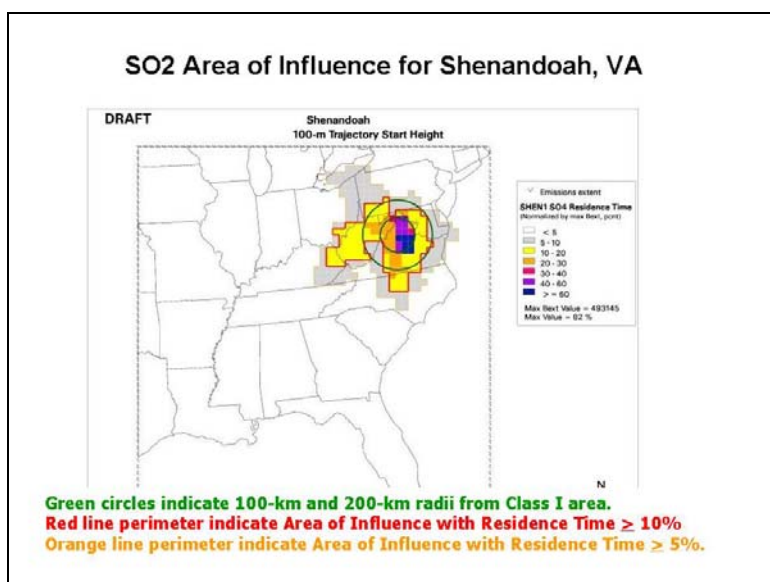 SO2 Area of Influence for Shenandoah, VA
DRAFT
Shenandoah
100-m Trajectory Start Height
Emissions extent
SHEN1 SO4 Residence Time
(Normalized by max Bext, pcnt)
< 5
5 - 10
10 - 20
20 - 30
30 - 40
40 - 60
> = 60
Max Bext Value = 493145
Max Value = 82 %
N
Green circles indicate 100-km and 200-km radii from Class I area.
Red line perimeter indicate Area of Influence with Residence Time ≥ 10%
Orange line perimeter indicate Area of Influence with Residence Time ≥ 5%.